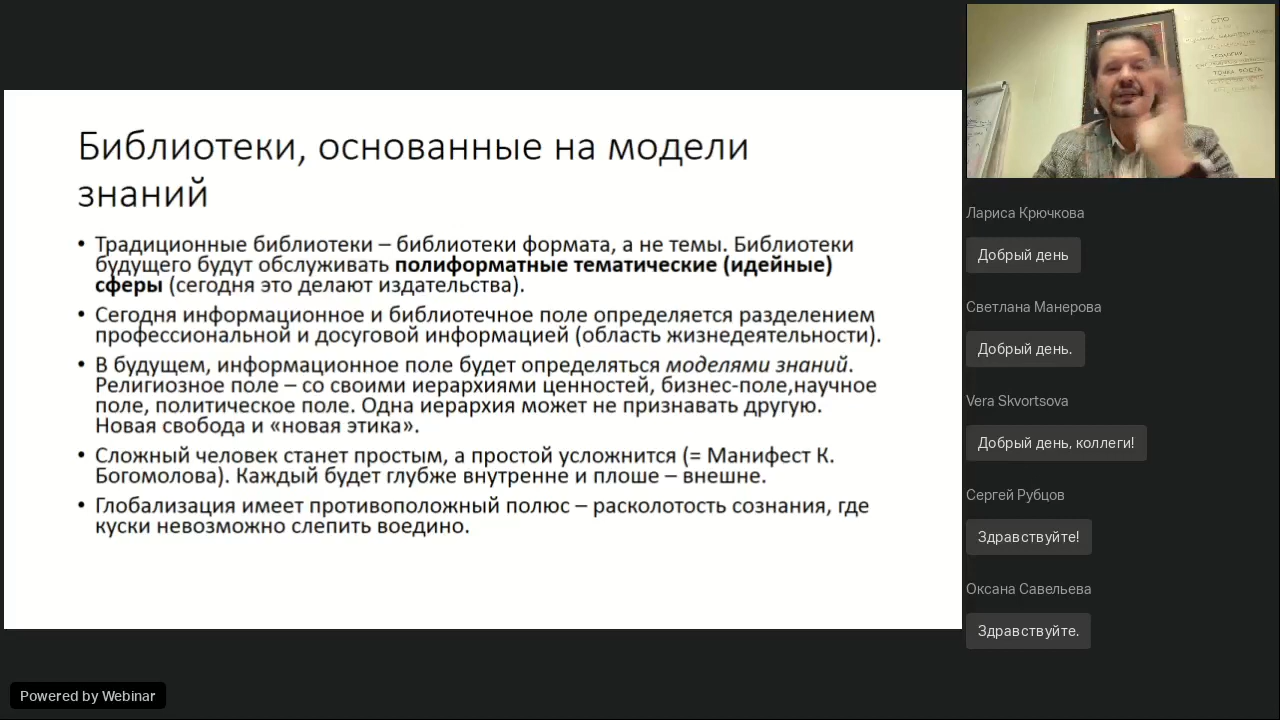 Библиотеки, основанные на модели
знаний
• Традиционные библиотеки – библиотеки формата, а не темы. Библиотеки
будущего будут обслуживать полиформатные тематические (идейные)
сферы (сегодня это делают издательства).
• Сегодня информационное и библиотечное поле определяется разделением
профессиональной и досуговой информацией (область жизнедеятельности).
• В будущем, информационное поле будет определяться моделями знаний.
Религиозное поле – со своими иерархиями ценностей, бизнес-поле,научное
поле, политическое поле. Одна иерархия может не признавать другую.
Новая свобода и «новая этика».
• Сложный человек станет простым, а простой усложнится (= Манифест К.
Богомолова). Каждый будет глубже внутренне и плоше – внешне.
• Глобализация имеет противоположный полюс – расколотость сознания, где
куски невозможно слепить воедино.
Лариса Крючкова
Добрый день
Светлана Манерова
Добрый день.
Vera Skvortsova
Добрый день, коллеги!
Сергей Рубцов
Здравствуйте!
Оксана Савельева
Здравствуйте.
Powered by Webinar